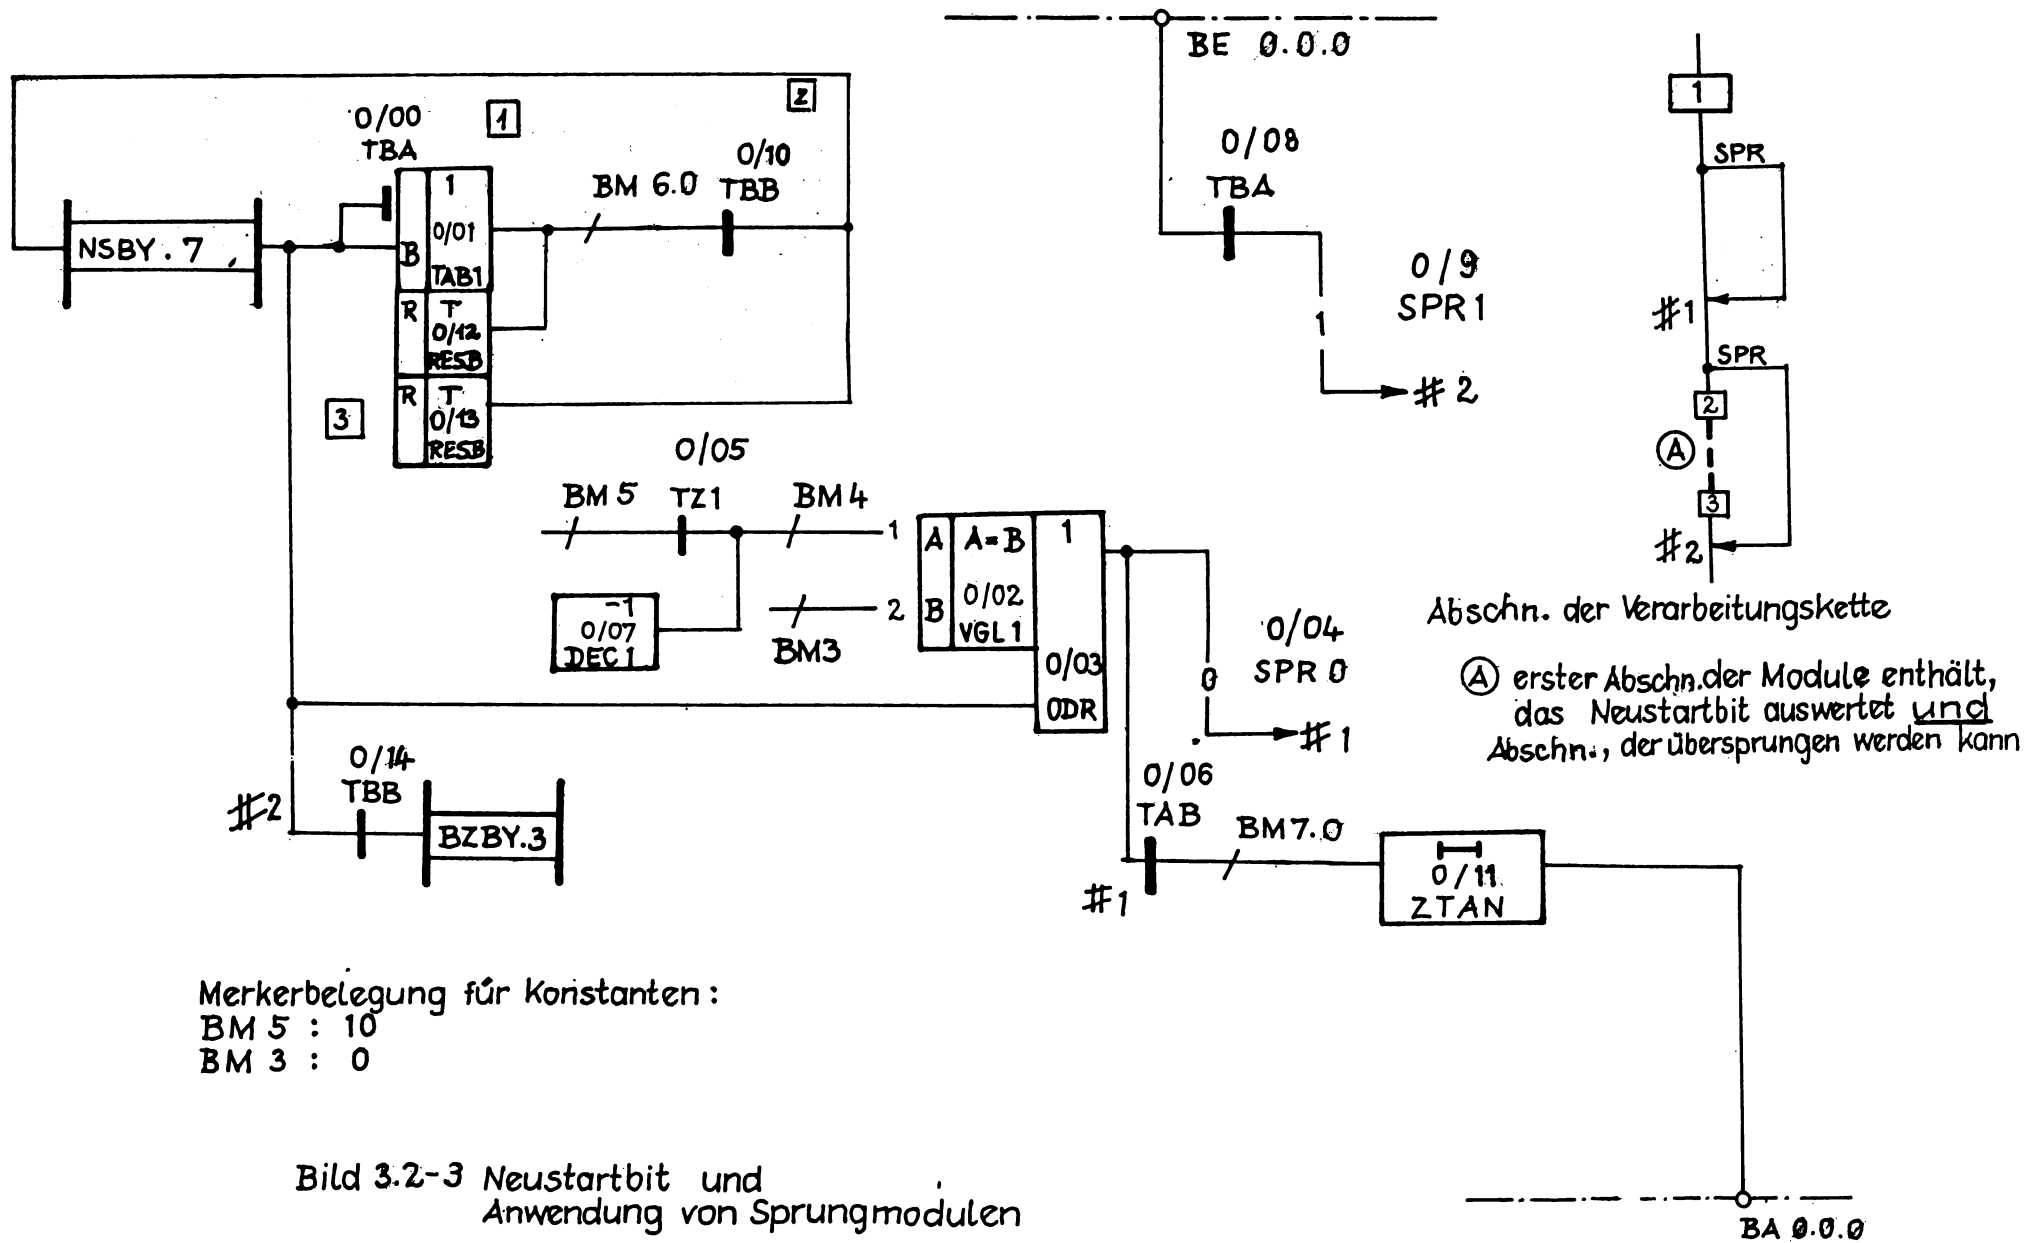 BE 0.0.0
0/00
TBA
1
2
NSBY.7
1
0/01
B
TAB1
R T
0/12
RESB
R T
0/13
RESB
3
BM 6.0
0/10
TBB
0/08
TBA
0/9
SPR1
1
#2
1
SPR
#1
SPR
2
A
3
#2
Abschn. der Verarbeitungskette
A erster Abschn. der Module enthält,
das Neustartbit auswertet und
Abschn., der übersprungen werden kann
0/05
BM 5 TZ1 BM4
1
-1
0/07
DEC1
2
BM3
A A=B 1
B 0/02
VGL1
0/03
ODR
0/04
SPR 0
0
#1
0/14
TBB
#2
BZBY.3
0/06
TAB
BM7.0
#1
0/11
ZTAN
Merkerbelegung für Konstanten:
BM 5 : 10
BM 3 : 0
Bild 3.2-3 Neustartbit und
Anwendung von Sprungmodulen
BA 0.0.0